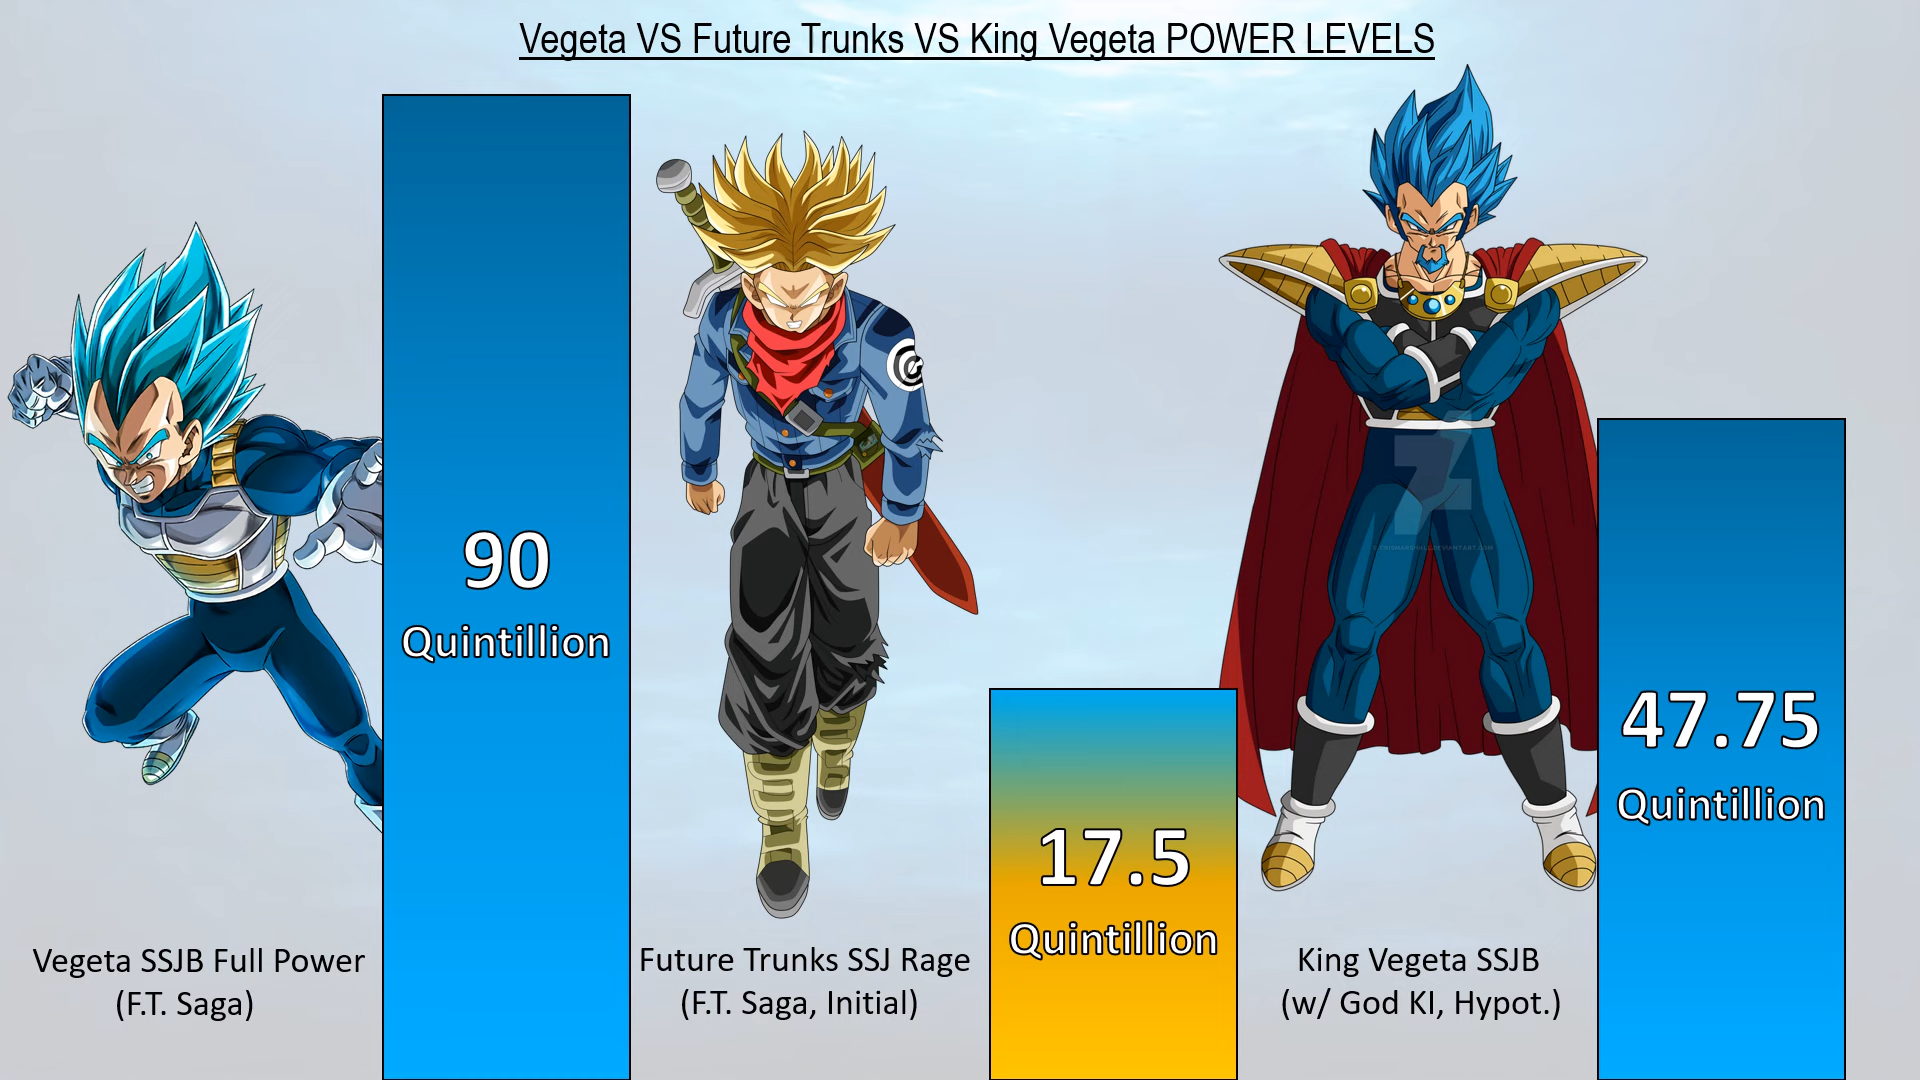 Vegeta VS Future Trunks VS King Vegeta POWER LEVELS
90
Quintillion
17.5
Quintillion
47.75
Quintillion
Vegeta SSJB Full Power
(F.T. Saga)
Future Trunks SSJ Rage
(F.T. Saga, Initial)
King Vegeta SSJB
(w/ God KI, Hypot.)